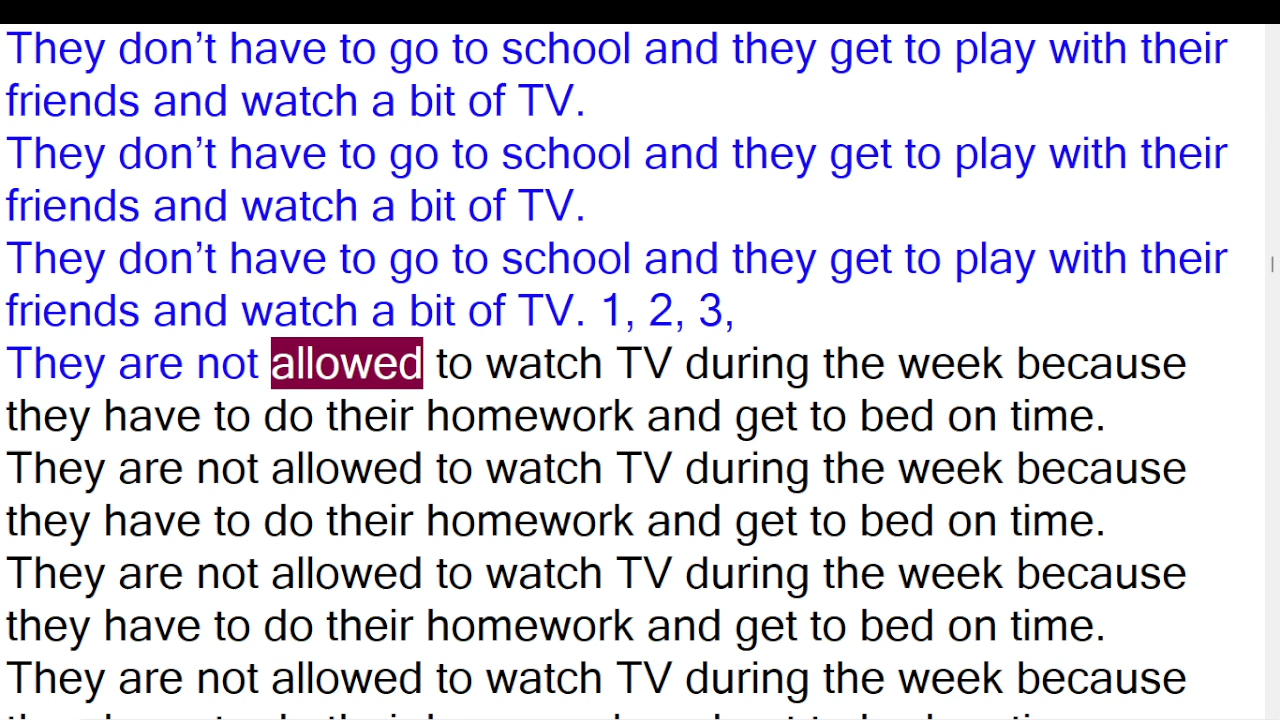 They don’t have to go to school and they get to play with their
friends and watch a bit of TV.
They don’t have to go to school and they get to play with their
friends and watch a bit of TV.
They don’t have to go to school and they get to play with their
friends and watch a bit of TV. 1, 2, 3,
They are not allowed to watch TV during the week because
they have to do their homework and get to bed on time.
They are not allowed to watch TV during the week because
they have to do their homework and get to bed on time.
They are not allowed to watch TV during the week because
they have to do their homework and get to bed on time.
They are not allowed to watch TV during the week because